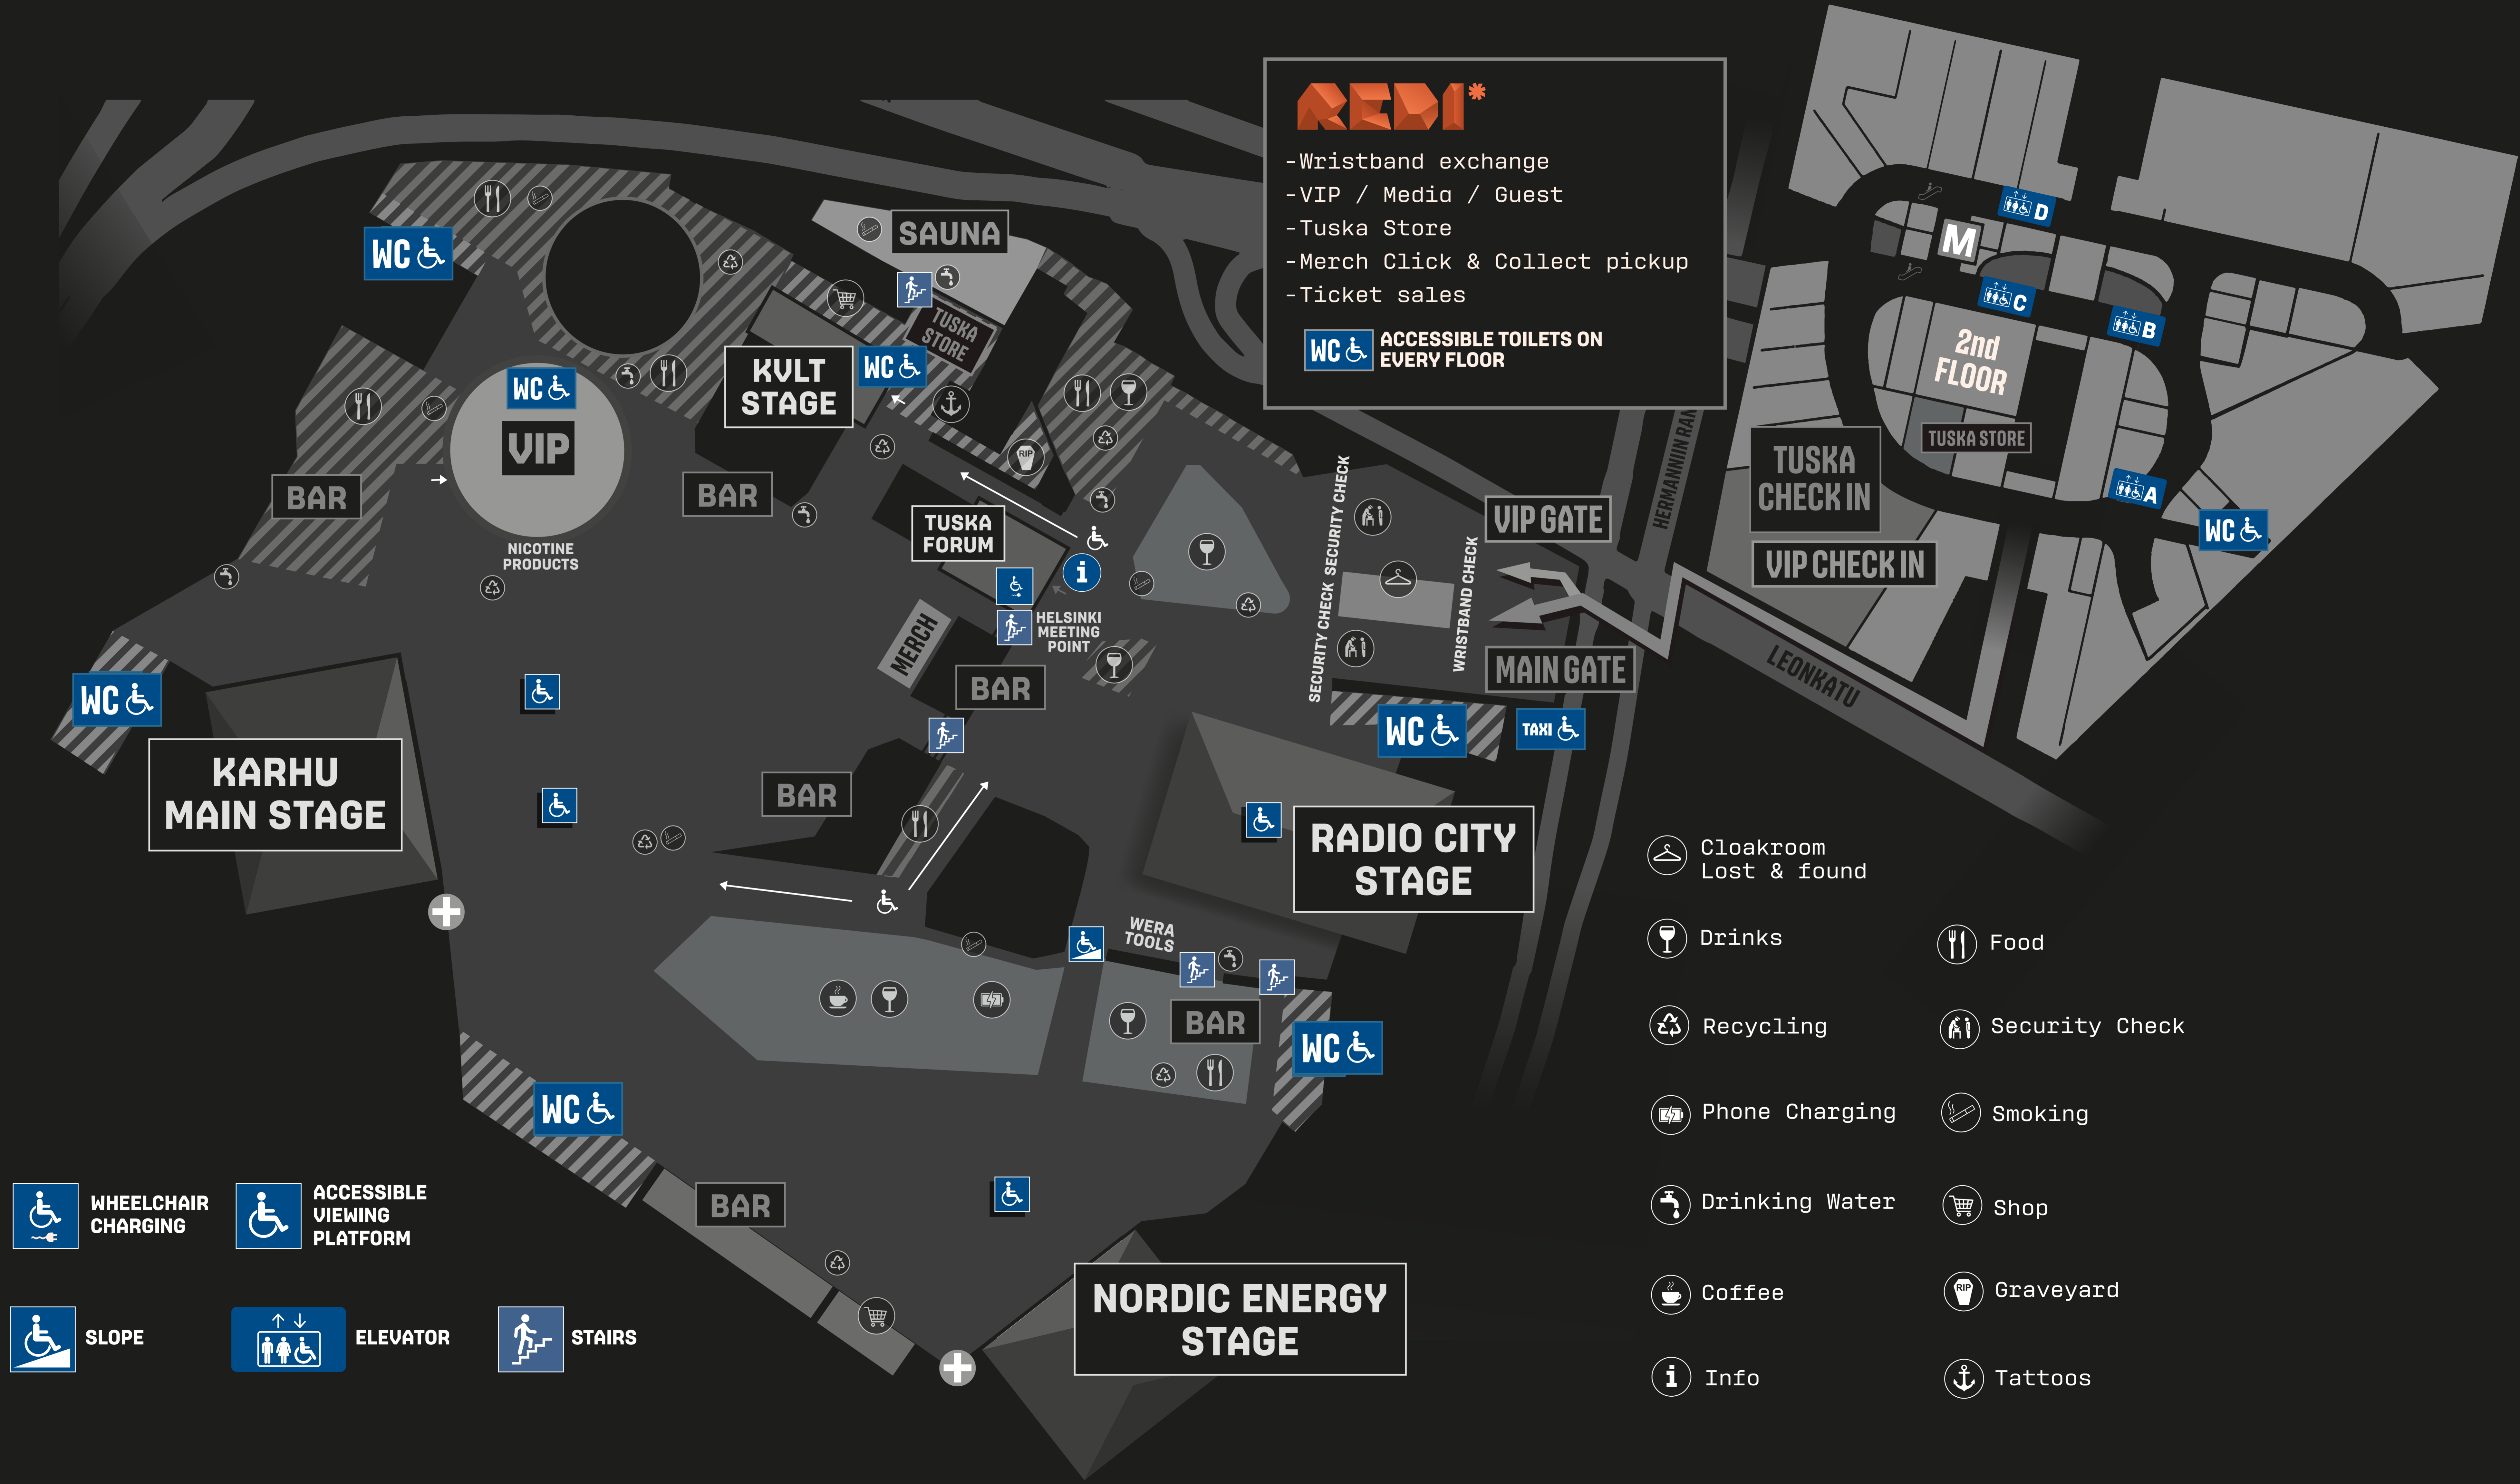 REDI*
-Wristband exchange
-VIP / Media / Guest
-Tuska Store
-Merch Click & Collect pickup
-Ticket sales
WC ACCESSIBLE TOILETS ON
EVERY FLOOR
D
M
C
B
2nd
FLOOR
TUSKA STORE
A
WC
TUSKA
CHECK IN
VIP CHECK IN
LEONKATU
SAUNA
WC
TUSKA
STORE
KVLT
STAGE
WC
WC
VIP
RIP
BAR
BAR
NICOTINE
PRODUCTS
TUSKA
FORUM
i
HELSINKI
MEETING
POINT
MERCH
BAR
SECURITY CHECK
SECURITY CHECK
WRISTBAND CHECK
VIP GATE
MAIN GATE
WC
TAXI
WC
KARHU
MAIN STAGE
BAR
RADIO CITY
STAGE
WERA
TOOLS
BAR
WC
WC
BAR
NORDIC ENERGY
STAGE
WHEELCHAIR
CHARGING
ACCESSIBLE
VIEWING
PLATFORM
SLOPE
ELEVATOR
STAIRS
Cloakroom
Lost & found
Drinks
Food
Recycling
Security Check
Phone Charging
Smoking
Drinking Water
Shop
Coffee
RIP
Graveyard
i
Info
Tattoos